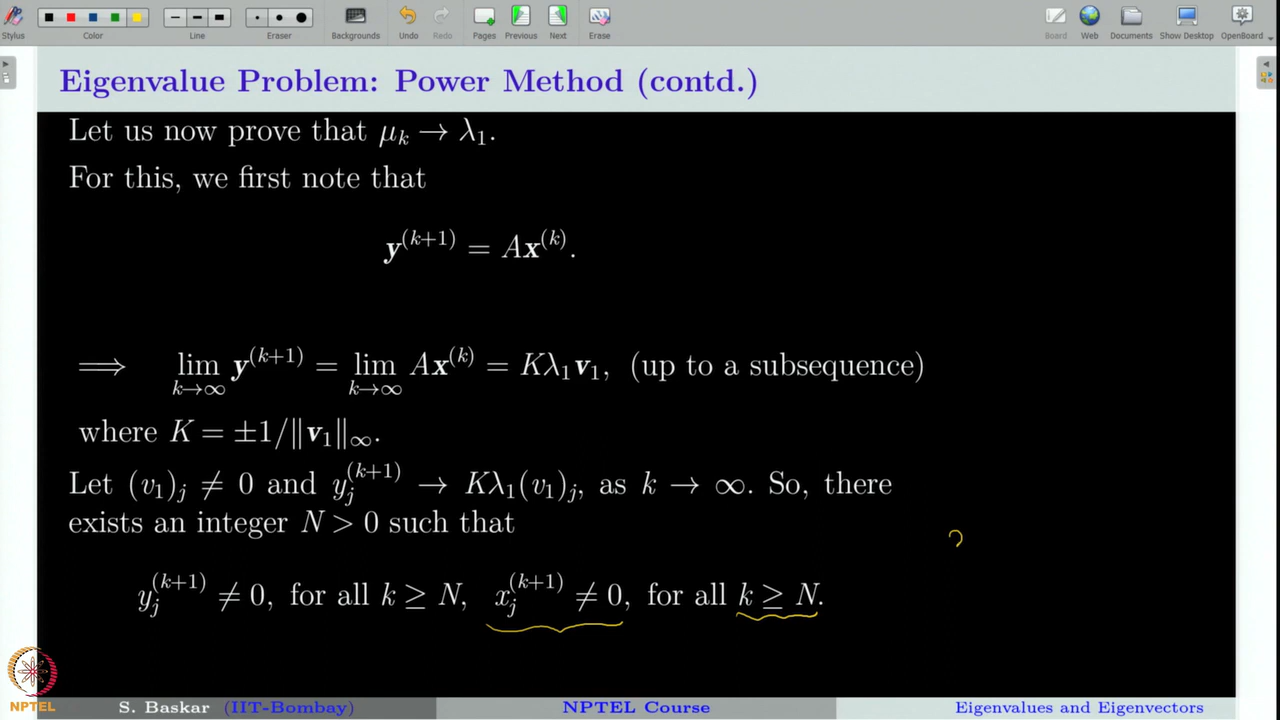 Stylus Color Line Eraser Backgrounds Undo Redo Pages Previous Next Erase Board Web Documents Show Desktop OpenBoard
Eigenvalue Problem: Power Method (contd.)
Let us now prove that μ_k → λ_1.
For this, we first note that
y^{(k+1)} = Ax^{(k)}.
⟹ lim_{k→∞} y^{(k+1)} = lim_{k→∞} Ax^{(k)} = Kλ_1v_1, (up to a subsequence)
where K = ±1/‖v_1‖_∞.
Let (v_1)_j ≠ 0 and y_j^{(k+1)} → Kλ_1(v_1)_j, as k → ∞. So, there
exists an integer N > 0 such that
y_j^{(k+1)} ≠ 0, for all k ≥ N, x_j^{(k+1)} ≠ 0, for all k ≥ N.
NPTEL
S. Baskar (IIT-Bombay) NPTEL Course Eigenvalues and Eigenvectors